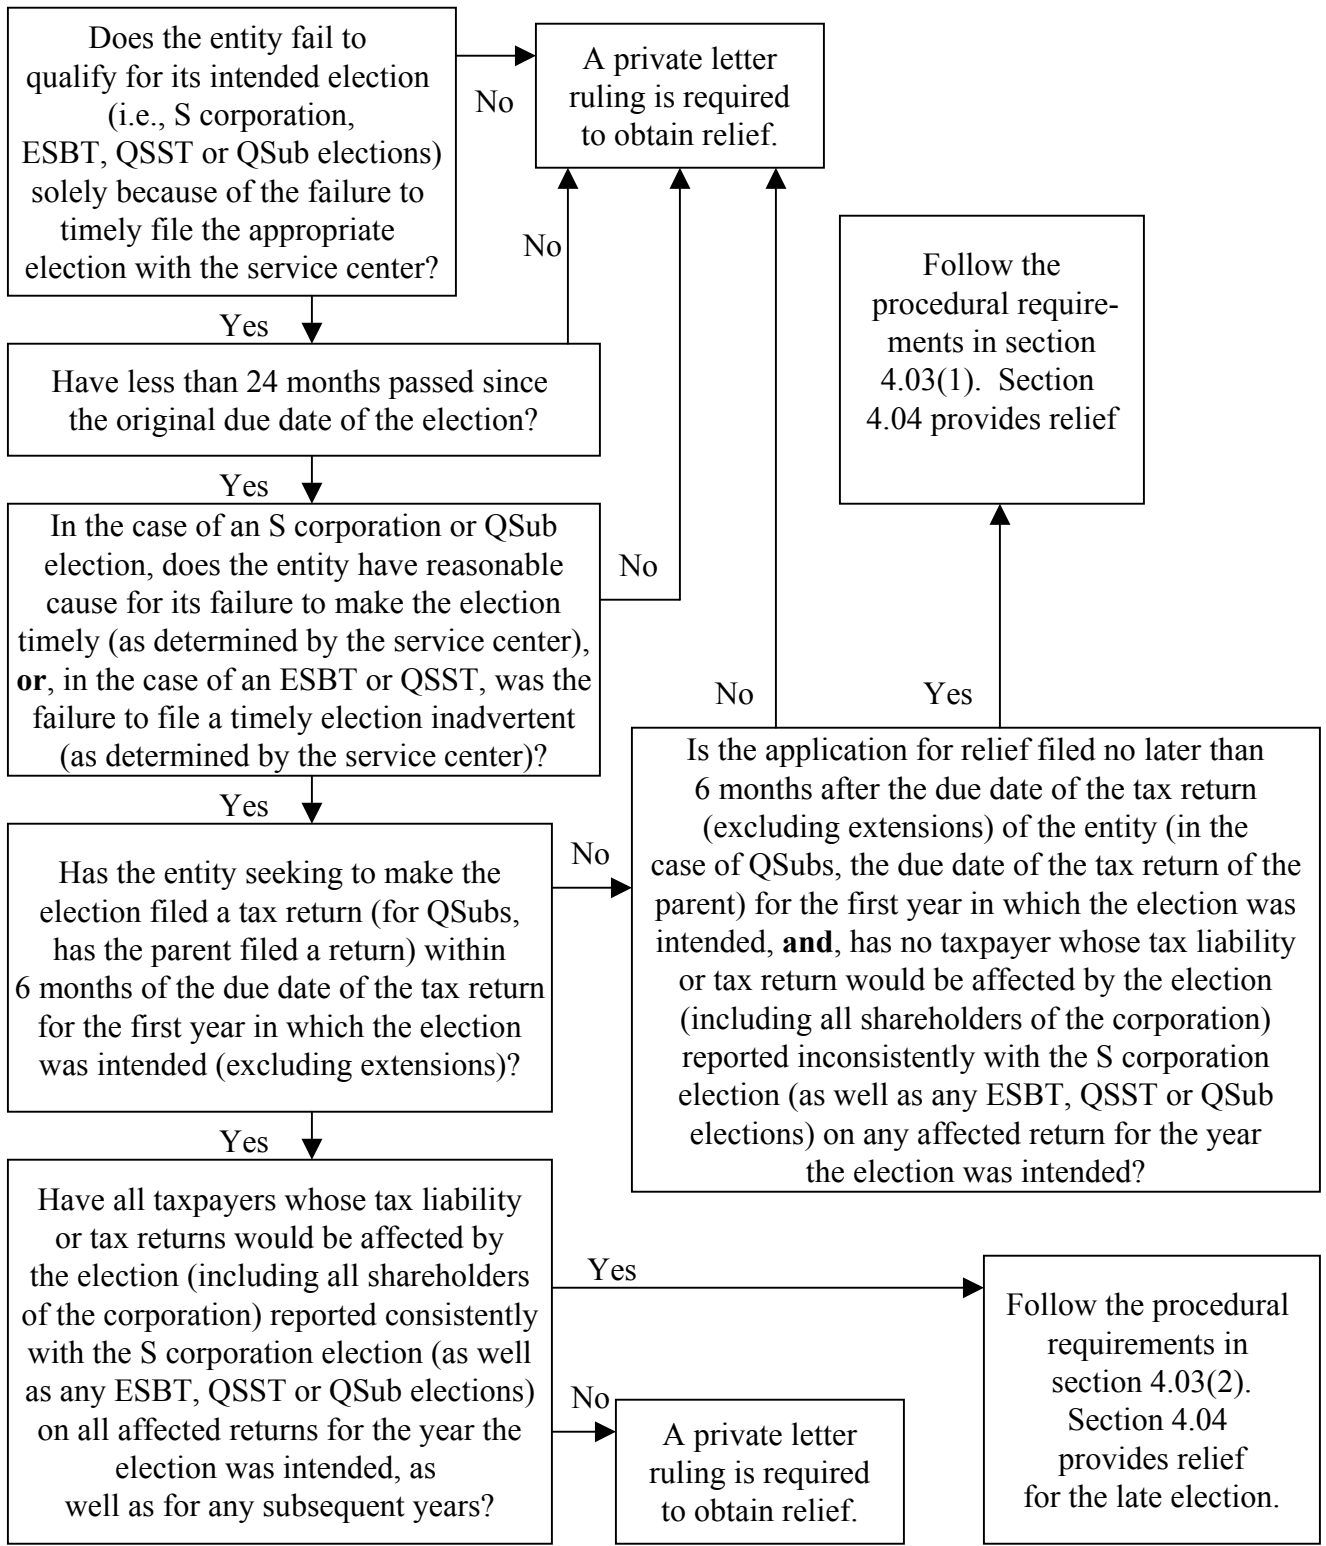 Does the entity fail to
qualify for its intended election
(i.e., S corporation,
ESBT, QSST or QSub elections)
solely because of the failure to
timely file the appropriate
election with the service center?
No
A private letter
ruling is required
to obtain relief.
Yes
No
Have less than 24 months passed since
the original due date of the election?
Yes
In the case of an S corporation or QSub
election, does the entity have reasonable
cause for its failure to make the election
timely (as determined by the service center),
or, in the case of an ESBT or QSST, was the
failure to file a timely election inadvertent
(as determined by the service center)?
No
Yes
Has the entity seeking to make the
election filed a tax return (for QSubs,
has the parent filed a return) within
6 months of the due date of the tax return
for the first year in which the election
was intended (excluding extensions)?
No
Is the application for relief filed no later than
6 months after the due date of the tax return
(excluding extensions) of the entity (in the
case of QSubs, the due date of the tax return of the
parent) for the first year in which the election was
intended, and, has no taxpayer whose tax liability
or tax return would be affected by the election
(including all shareholders of the corporation)
reported inconsistently with the S corporation
election (as well as any ESBT, QSST or QSub
elections) on any affected return for the year
the election was intended?
No
Yes
Follow the
procedural require-
ments in section
4.03(1). Section
4.04 provides relief
Yes
Have all taxpayers whose tax liability
or tax returns would be affected by
the election (including all shareholders
of the corporation) reported consistently
with the S corporation election (as well
as any ESBT, QSST or QSub elections)
on all affected returns for the year the
election was intended, as
well as for any subsequent years?
Yes
Follow the procedural
requirements in
section 4.03(2).
Section 4.04
provides relief
for the late election.
No
A private letter
ruling is required
to obtain relief.